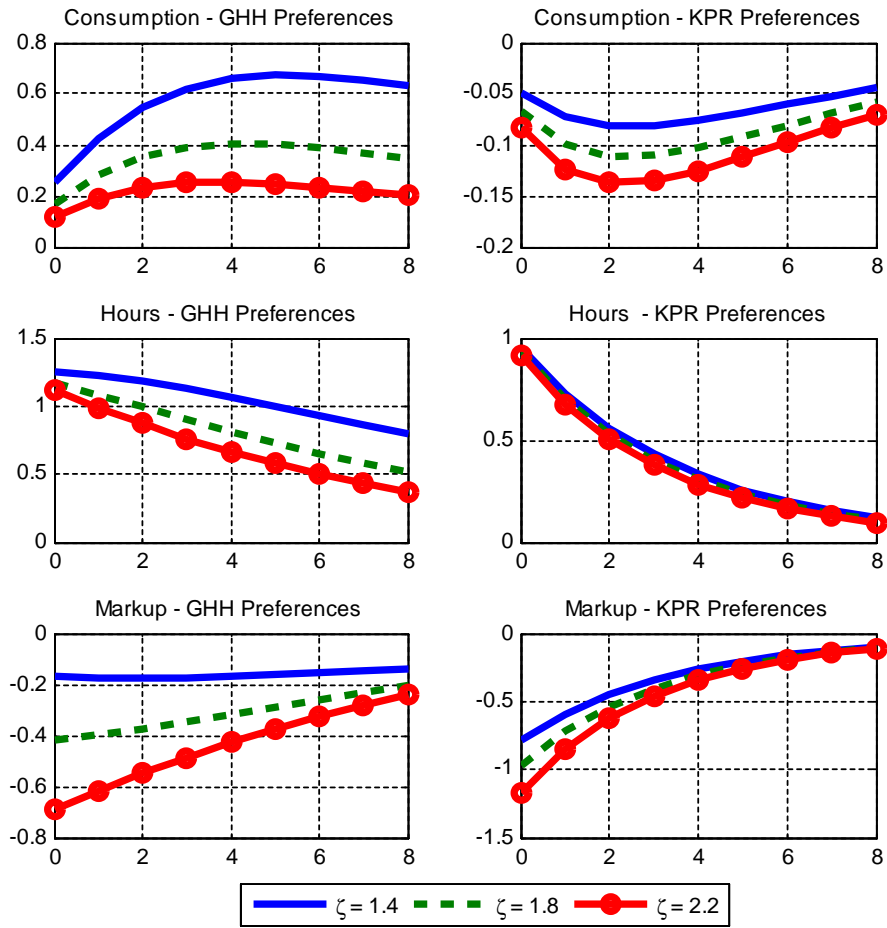 Consumption - GHH Preferences
0.8
0.6
0.4
0.2
0
0 2 4 6 8
Consumption - KPR Preferences
0
-0.05
-0.1
-0.15
-0.2
0 2 4 6 8
Hours - GHH Preferences
1.5
1
0.5
0
0 2 4 6 8
Hours - KPR Preferences
1
0.5
0
0 2 4 6 8
Markup - GHH Preferences
0
-0.2
-0.4
-0.6
-0.8
0 2 4 6 8
Markup - KPR Preferences
0
-0.5
-1
-1.5
0 2 4 6 8
ζ = 1.4 ζ = 1.8 ζ = 2.2